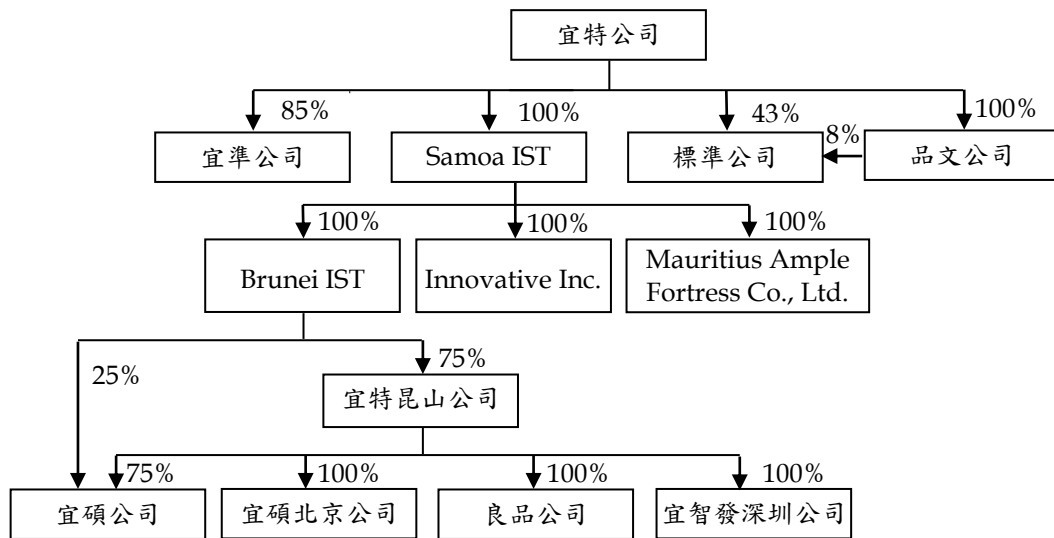 宜特公司
85%
100%
43%
100%
宜準公司
Samoa IST
標準公司
8%
品文公司
100%
100%
100%
Brunei IST
Innovative Inc.
Mauritius Ample
Fortress Co., Ltd.
25%
75%
宜特昆山公司
75%
100%
100%
100%
宜碩公司
宜碩北京公司
良品公司
宜智發深圳公司